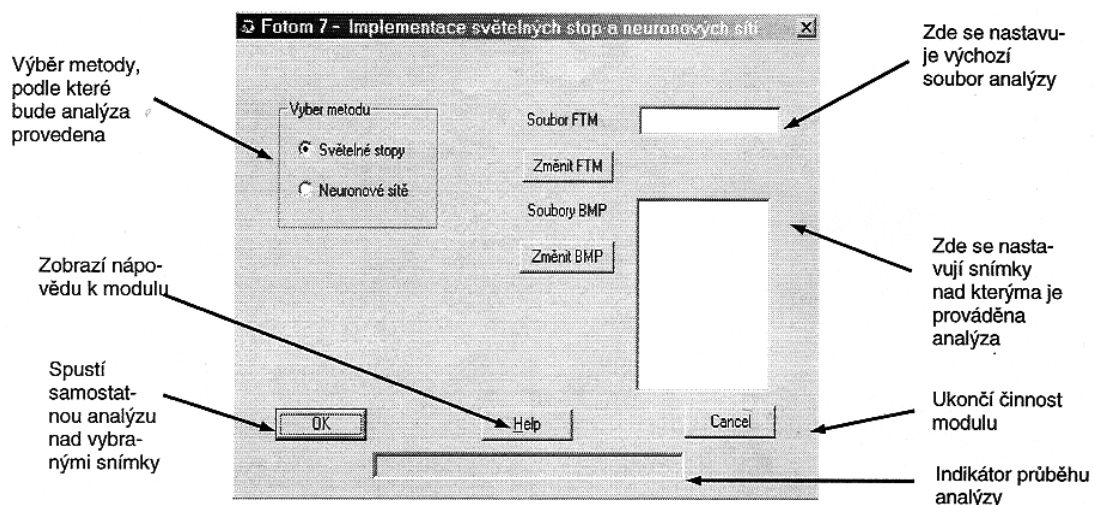 Fotom 7 - Implementace světelných stop a neuronových sítí
Výběr metody,
podle které
bude analýza
provedena
Zde se nastavu-
je výchozí
soubor analýzy
Vyber metodu
Světelné stopy
Neuronové sítě
Soubor FTM
Změnit FTM
Soubory BMP
Změnit BMP
Zobrazí nápo-
vědu k modulu
Zde se nasta-
vují snímky
nad kterýma je
prováděna
analýza
Spustí
samostat-
nou analýzu
nad vybra-
nými snímky
OK
Help
Cancel
Ukončí činnost
modulu
Indikátor průběhu
analýzy